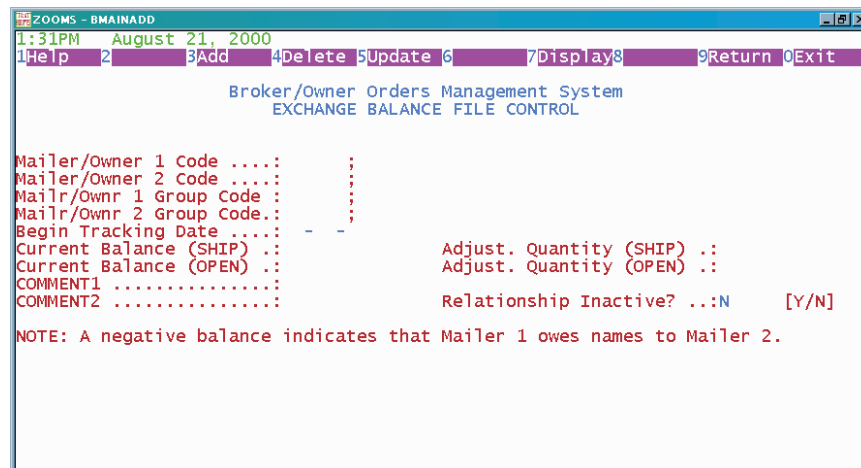 ZOOMS - BMAINADD
1:31PM August 21, 2000
1Help 2 3Add 4Delete 5Update 6 7Display8 9Return 0Exit
Broker/Owner Orders Management System
EXCHANGE BALANCE FILE CONTROL
Mailer/Owner 1 Code ....: ;
Mailer/Owner 2 Code ....: ;
Mailr/Ownr 1 Group Code : ;
Mailr/Ownr 2 Group Code.: ;
Begin Tracking Date ....: - -
Current Balance (SHIP) .: Adjust. Quantity (SHIP) .:
Current Balance (OPEN) .: Adjust. Quantity (OPEN) .:
COMMENT1 ...............:
COMMENT2 ...............: Relationship Inactive? ..:N [Y/N]
NOTE: A negative balance indicates that Mailer 1 owes names to Mailer 2.